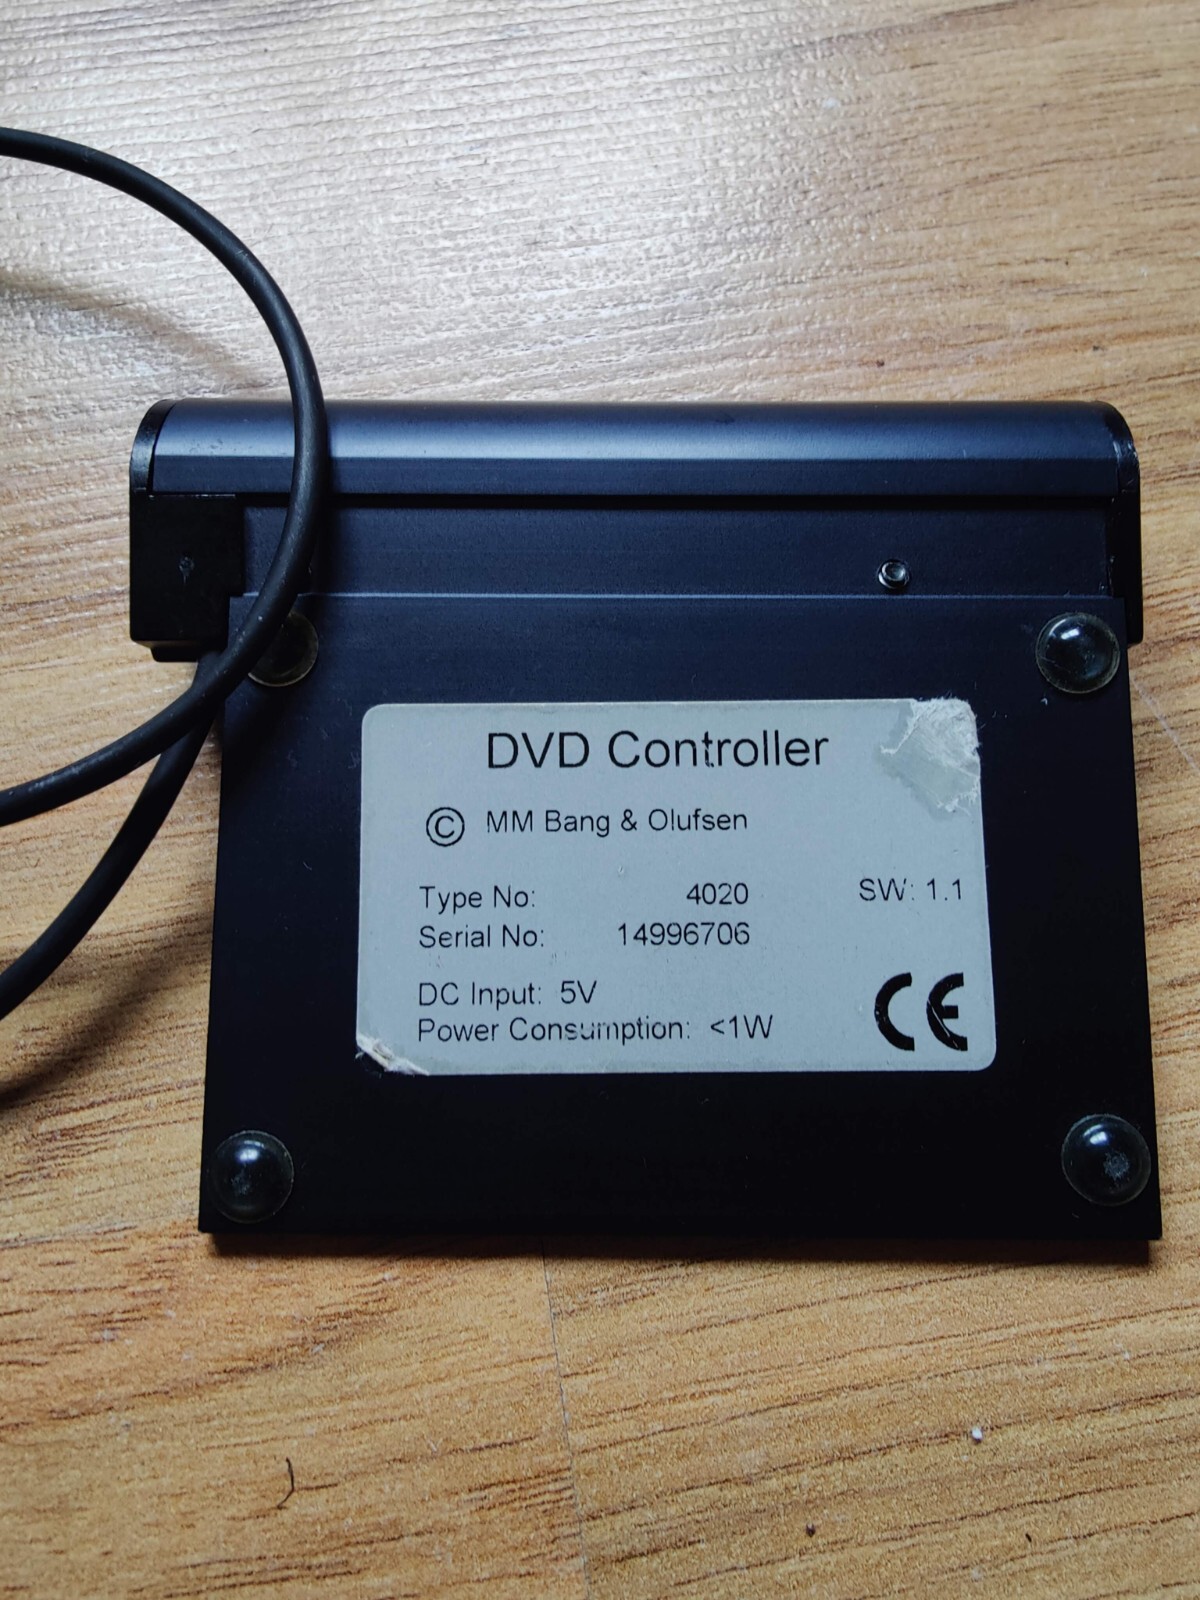 DVD Controller
© MM Bang & Olufsen
Type No: 4020 SW: 1.1
Serial No: 14996706
DC Input: 5V
Power Consumption: <1W
CE